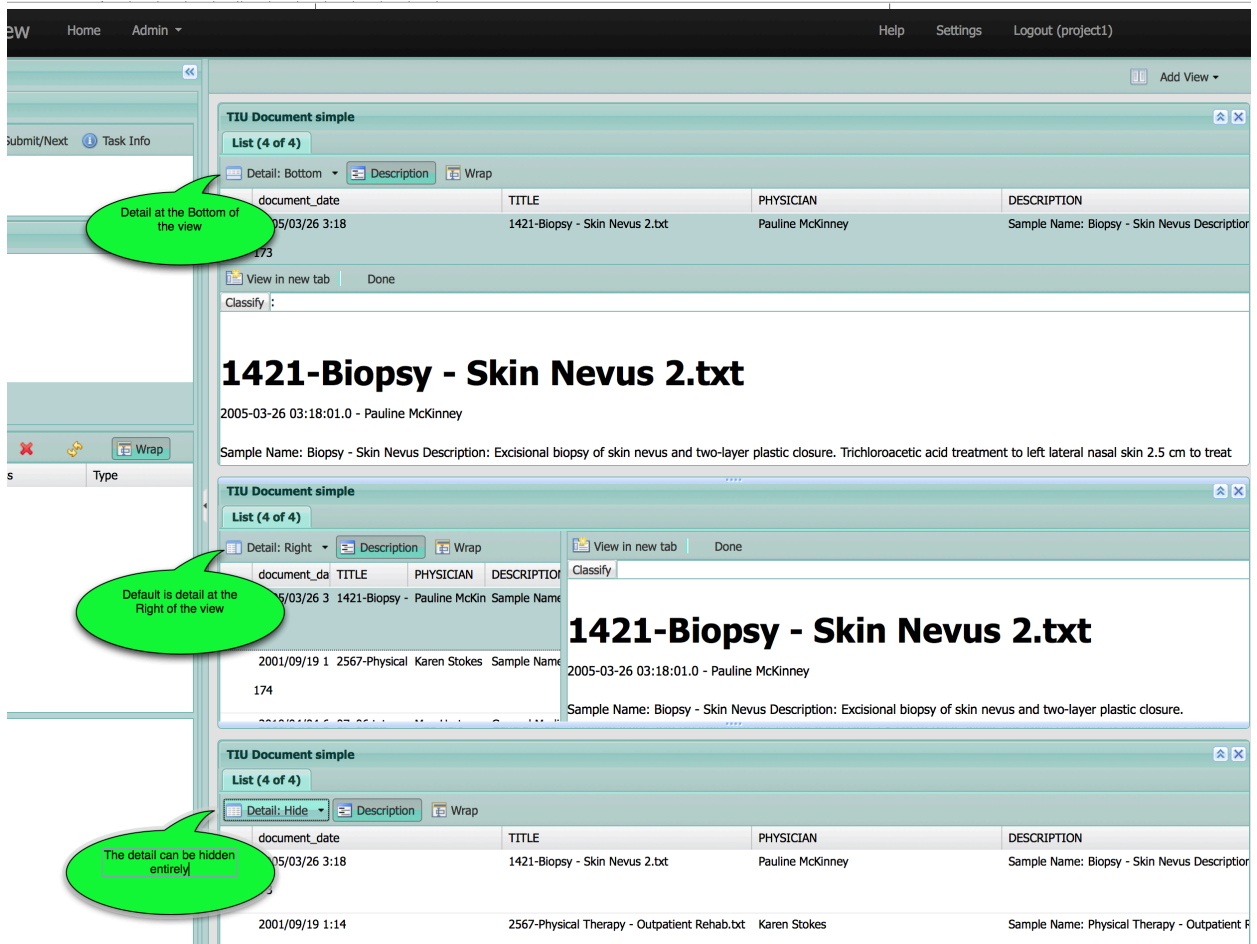 ew Home Admin Help Settings Logout (project1)
Add View
Submit/Next Task Info
TIU Document simple
List (4 of 4)
Detail: Bottom Description Wrap
document_date TITLE PHYSICIAN DESCRIPTION
Detail at the Bottom of
the view
05/03/26 3:18 1421-Biopsy - Skin Nevus 2.txt Pauline McKinney Sample Name: Biopsy - Skin Nevus Description
173
View in new tab Done
Classify :
1421-Biopsy - Skin Nevus 2.txt
2005-03-26 03:18:01.0 - Pauline McKinney
Sample Name: Biopsy - Skin Nevus Description: Excisional biopsy of skin nevus and two-layer plastic closure. Trichloroacetic acid treatment to left lateral nasal skin 2.5 cm to treat
Wrap
s Type
TIU Document simple
List (4 of 4)
Detail: Right Description Wrap
document_da TITLE PHYSICIAN DESCRIPTION
Default is detail at the
Right of the view
05/03/26 3 1421-Biopsy - Pauline McKin Sample Name
2001/09/19 1 2567-Physical Karen Stokes Sample Name
174
View in new tab Done
Classify
1421-Biopsy - Skin Nevus 2.txt
2005-03-26 03:18:01.0 - Pauline McKinney
Sample Name: Biopsy - Skin Nevus Description: Excisional biopsy of skin nevus and two-layer plastic closure.
TIU Document simple
List (4 of 4)
Detail: Hide Description Wrap
document_date TITLE PHYSICIAN DESCRIPTION
The detail can be hidden
entirely
05/03/26 3:18 1421-Biopsy - Skin Nevus 2.txt Pauline McKinney Sample Name: Biopsy - Skin Nevus Description
2001/09/19 1:14 2567-Physical Therapy - Outpatient Rehab.txt Karen Stokes Sample Name: Physical Therapy - Outpatient